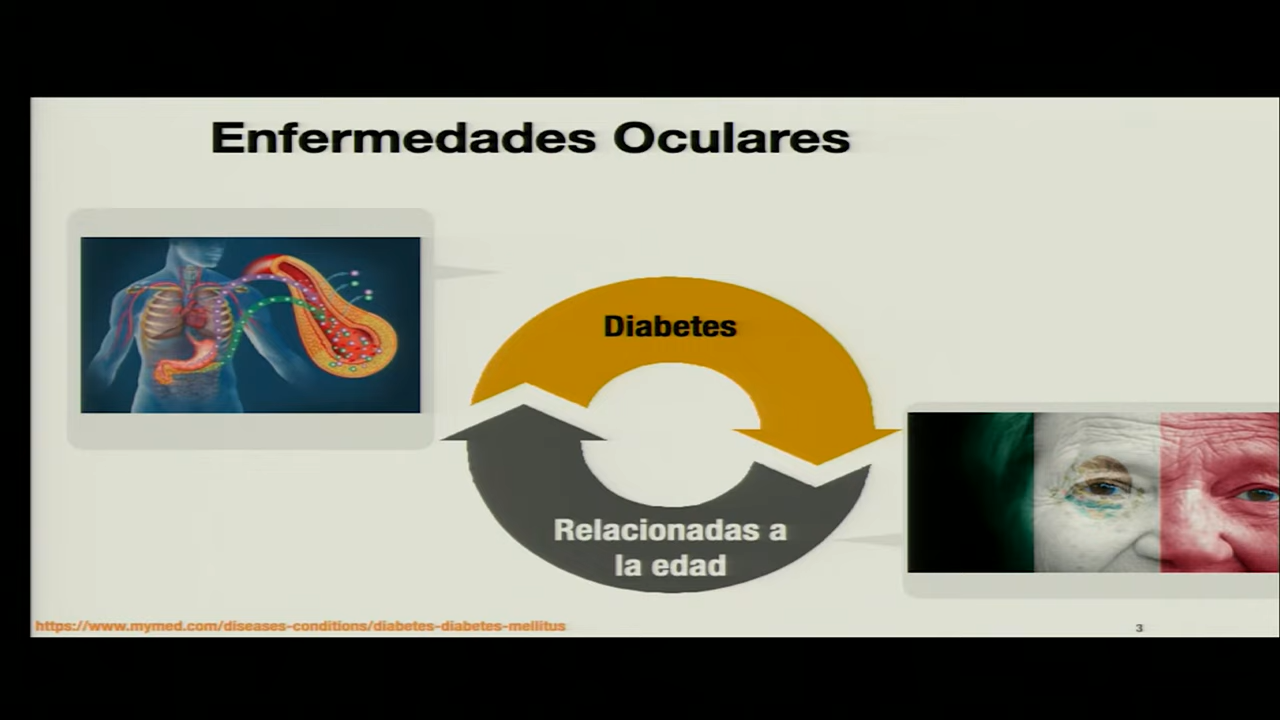 Enfermedades Oculares
Diabetes
Relacionadas a
la edad
https://www.mymed.com/diseases-conditions/diabetes-diabetes-mellitus
3